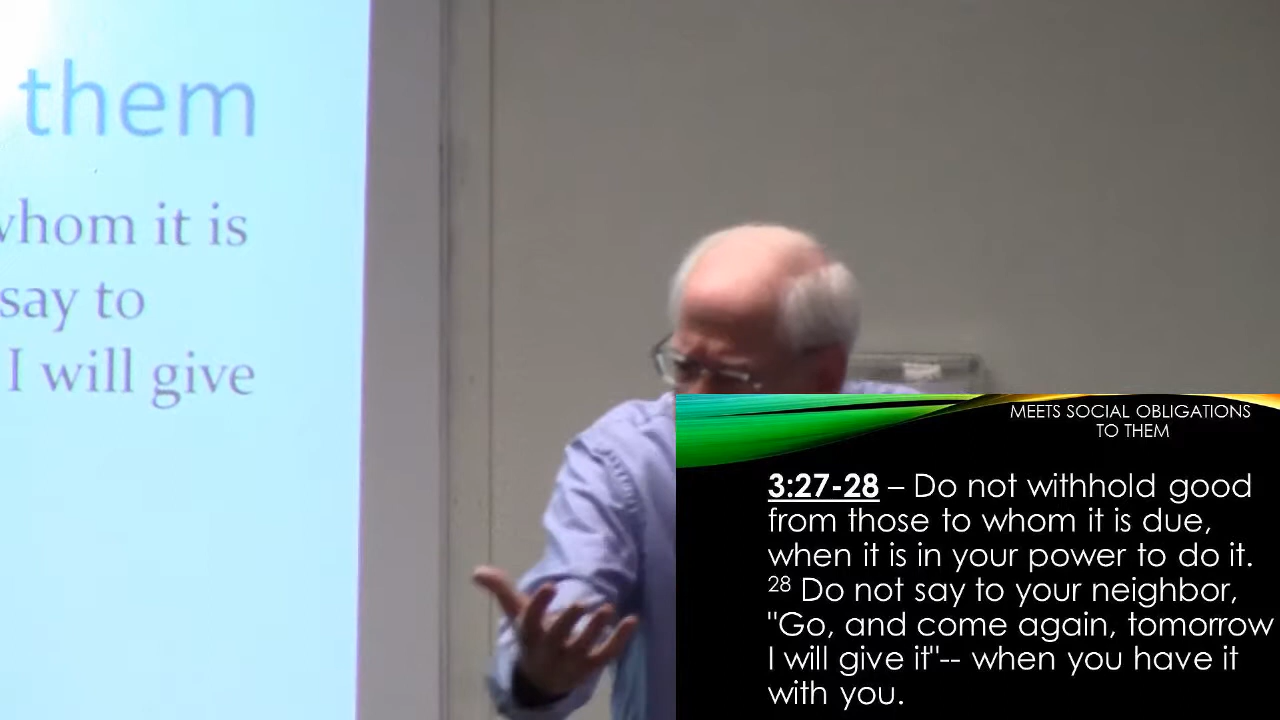 them
whom it is
say to
I will give
MEETS SOCIAL OBLIGATIONS
TO THEM
3:27-28 – Do not withhold good
from those to whom it is due,
when it is in your power to do it.
28 Do not say to your neighbor,
"Go, and come again, tomorrow
I will give it"-- when you have it
with you.